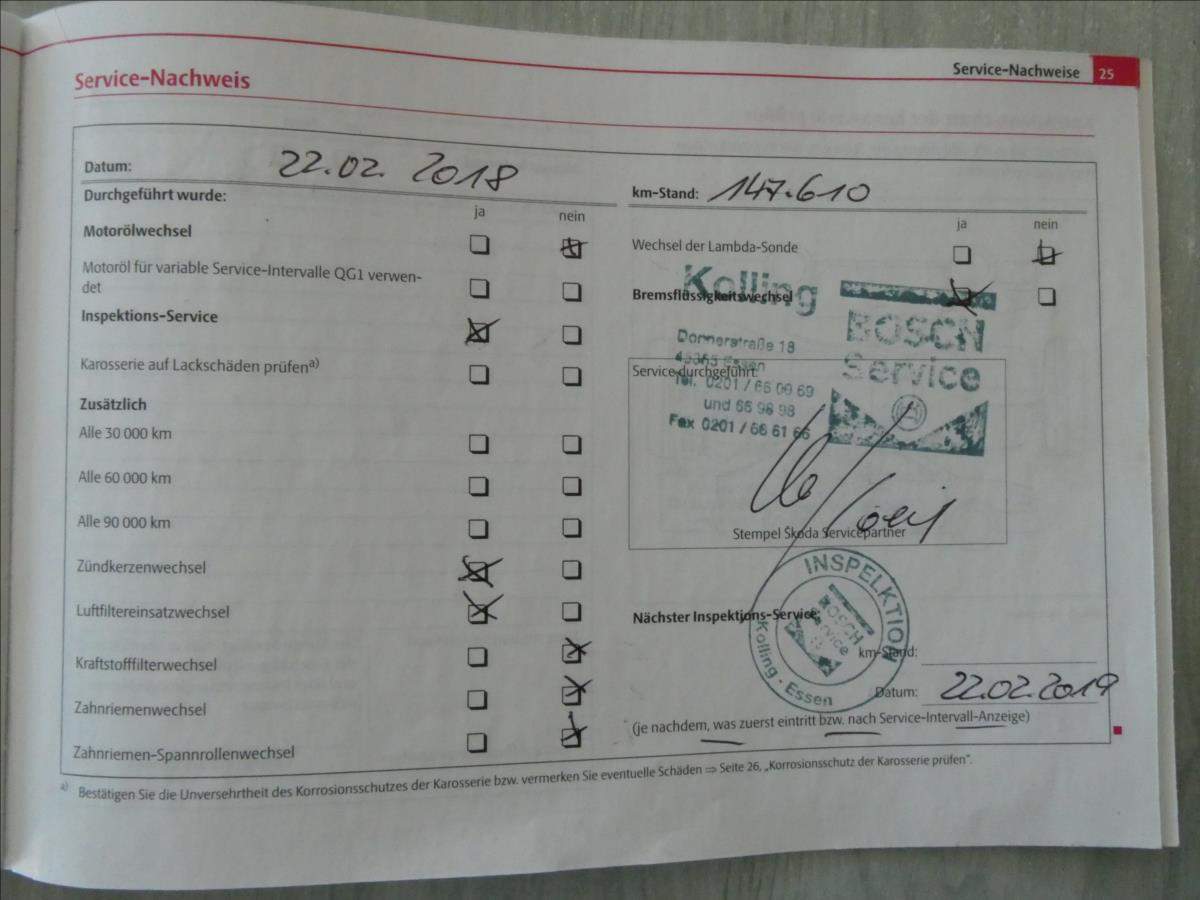 Service-Nachweise 25
Service-Nachweis
Datum: 22.02. 2018
Durchgeführt wurde:
ja nein
Motorölwechsel
Motoröl für variable Service-Intervalle QG1 verwen-
det
Inspektions-Service
Karosserie auf Lackschäden prüfen a)
Zusätzlich
Alle 30 000 km
Alle 60 000 km
Alle 90 000 km
Zündkerzenwechsel
Luftfiltereinsatzwechsel
Kraftstofffilterwechsel
Zahnriemenwechsel
Zahnriemen-Spannrollenwechsel
km-Stand: 147.610
ja nein
Wechsel der Lambda-Sonde
Bremsflüssigkeitswechsel
Kolling
Donnerstraße 18
45355 Essen
Tel. 0201 / 66 09 69
und 66 98 98
Fax 0201 / 66 61 66
BOSCH
Service
Service durchgeführt:
Stempel Škoda Servicepartner
INSPELKTION
BOSCH
Service
Kolling - Essen
Nächster Inspektions-Service:
km-Stand:
Datum: 22.02.2019
(je nachdem, was zuerst eintritt bzw. nach Service-Intervall-Anzeige)
a) Bestätigen Sie die Unversehrtheit des Korrosionsschutzes der Karosserie bzw. vermerken Sie eventuelle Schäden ⇒ Seite 26, „Korrosionsschutz der Karosserie prüfen“.